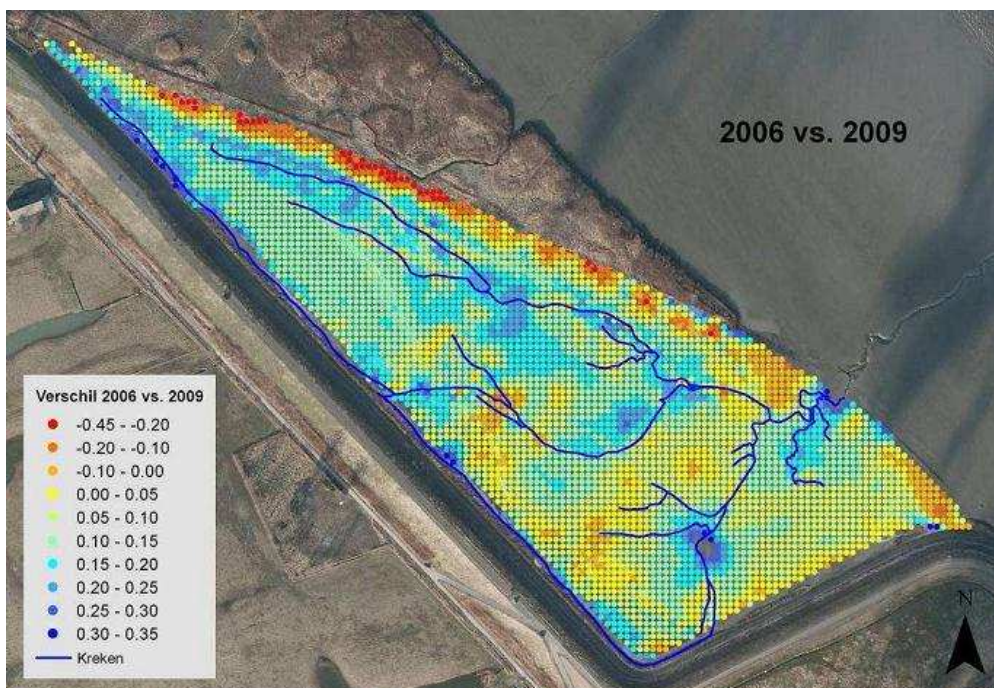 2006 vs. 2009
Verschil 2006 vs. 2009
-0.45 - -0.20
-0.20 - -0.10
-0.10 - 0.00
0.00 - 0.05
0.05 - 0.10
0.10 - 0.15
0.15 - 0.20
0.20 - 0.25
0.25 - 0.30
0.30 - 0.35
Kreken
N